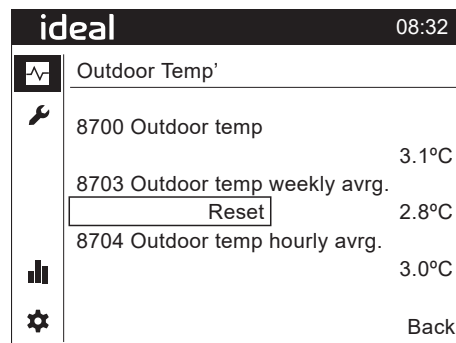 ideal 08:32
Outdoor Temp'
8700 Outdoor temp
3.1ºC
8703 Outdoor temp weekly avrg.
Reset 2.8ºC
8704 Outdoor temp hourly avrg.
3.0ºC
Back